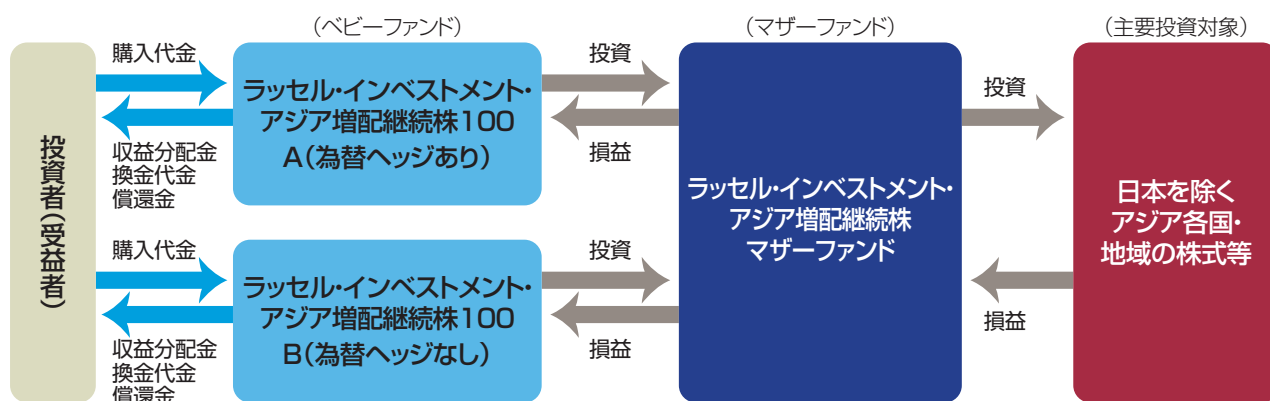 （ベビーファンド）
（マザーファンド）
（主要投資対象）
投資者（受益者）
購入代金
収益分配金
換金代金
償還金
ラッセル・インベストメント・
アジア増配継続株100
A（為替ヘッジあり）
投資
損益
購入代金
収益分配金
換金代金
償還金
ラッセル・インベストメント・
アジア増配継続株100
B（為替ヘッジなし）
投資
損益
ラッセル・インベストメント・
アジア増配継続株
マザーファンド
投資
損益
日本を除く
アジア各国・
地域の株式等